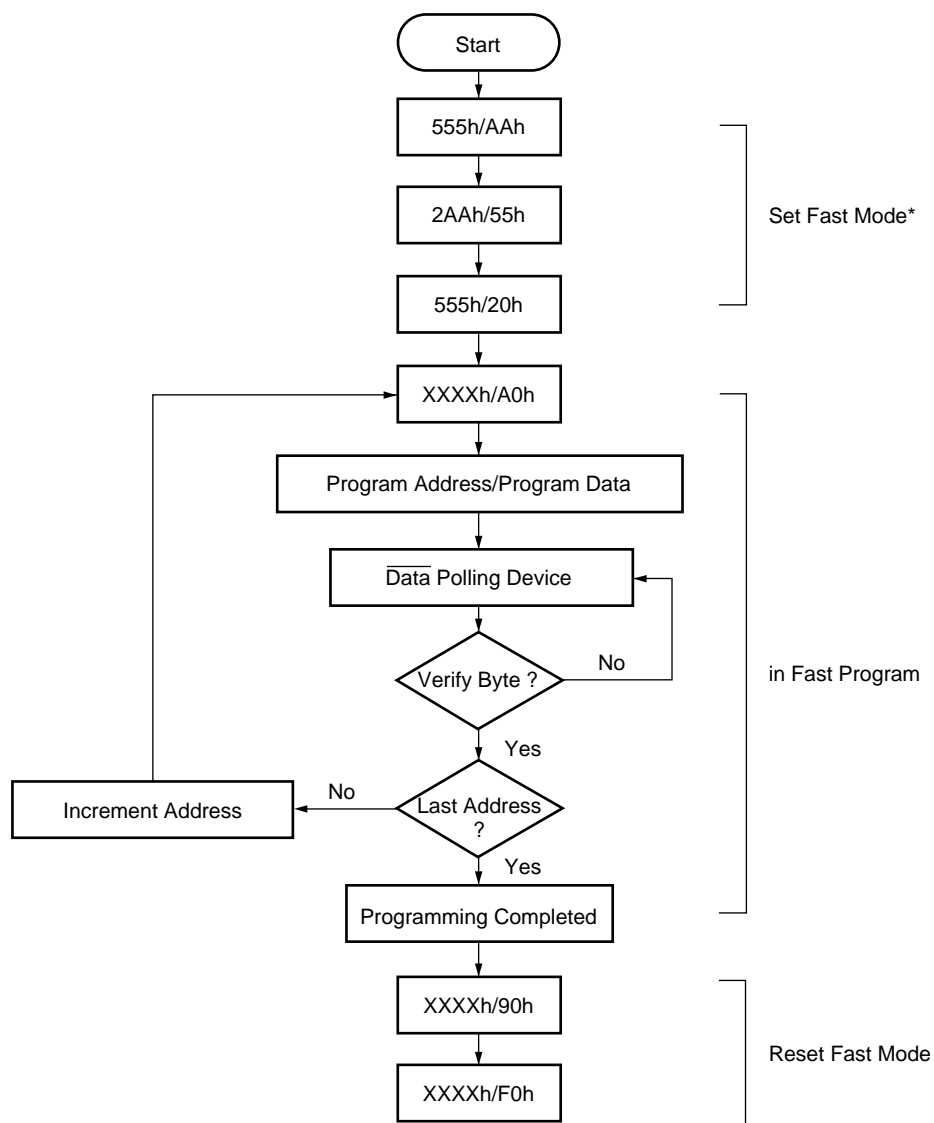 Start
555h/AAh
2AAh/55h
Set Fast Mode*
555h/20h
XXXXh/A0h
Program Address/Program Data
Data Polling Device
Verify Byte ?
No
in Fast Program
Yes
Increment Address
No
Last Address
?
Yes
Programming Completed
XXXXh/90h
Reset Fast Mode
XXXXh/F0h